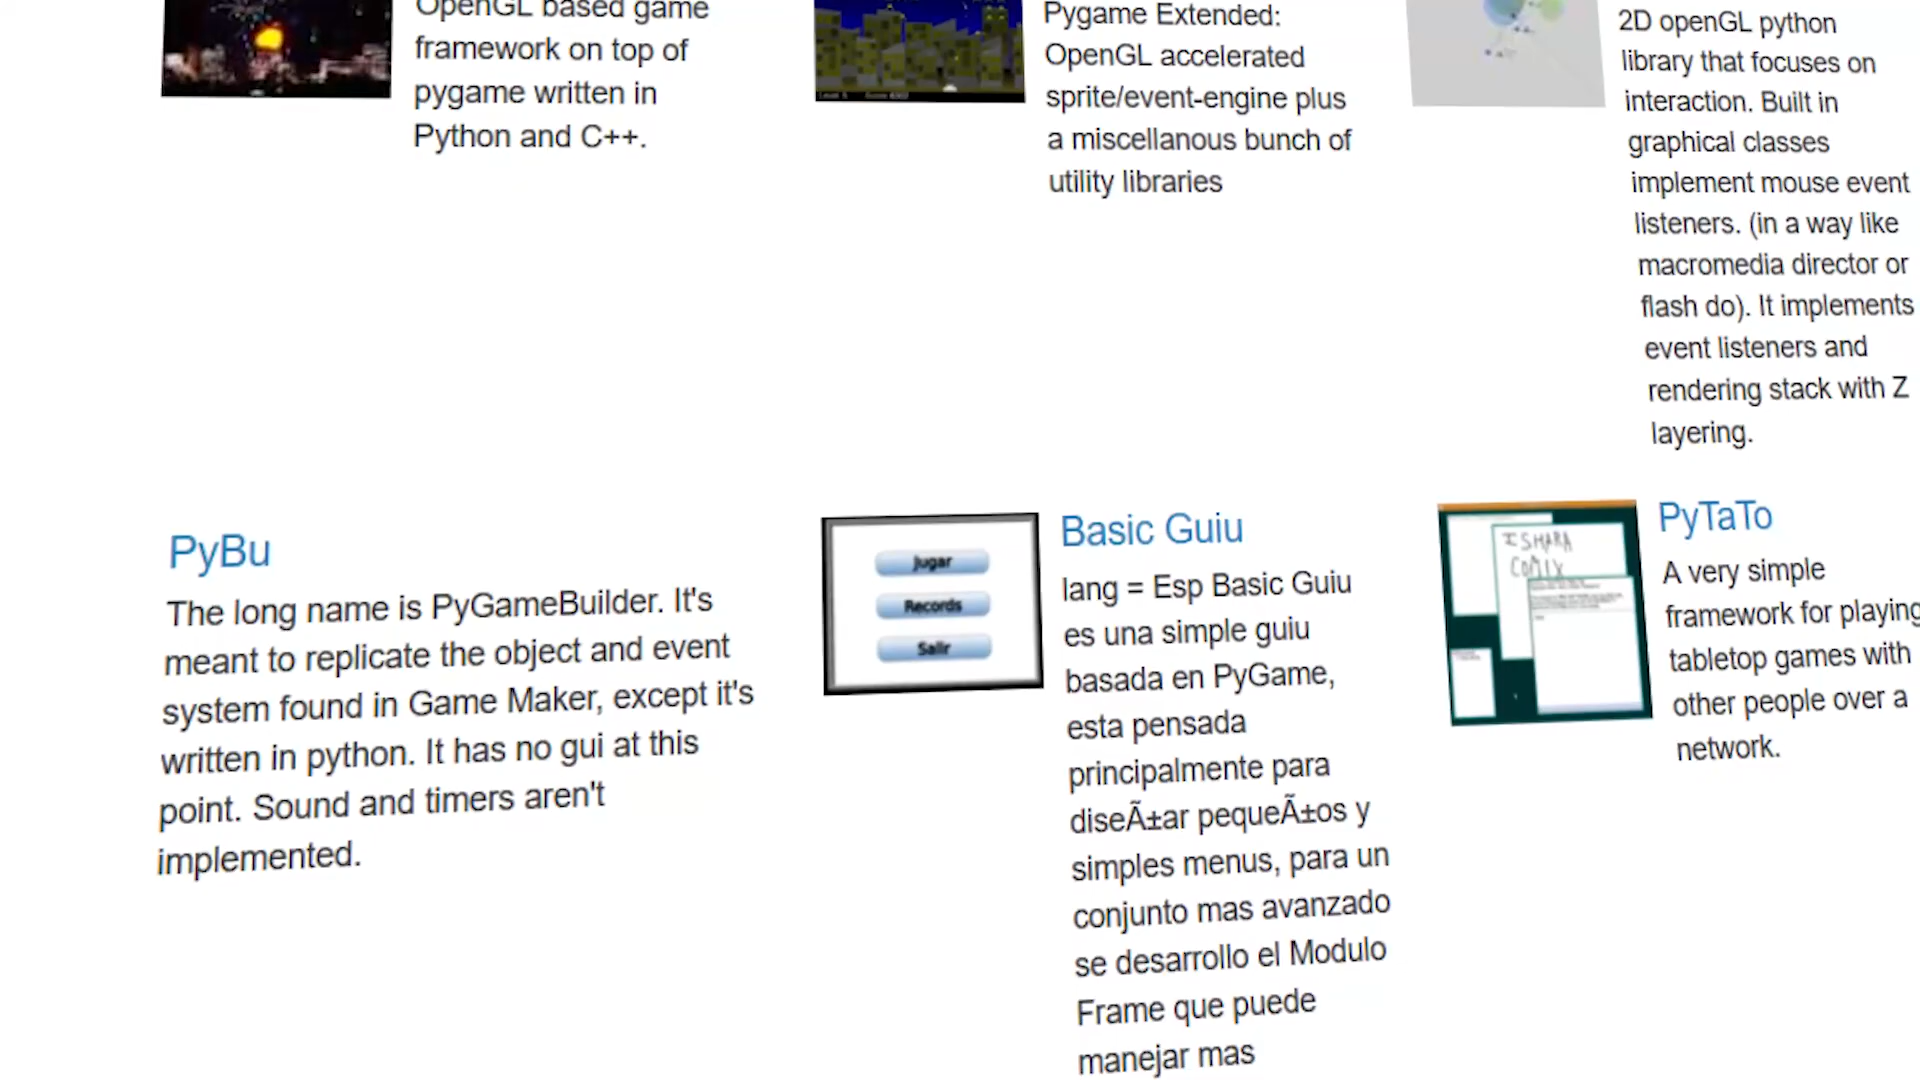 OpenGL based game
framework on top of
pygame written in
Python and C++.
Pygame Extended:
OpenGL accelerated
sprite/event-engine plus
a miscellanous bunch of
utility libraries
2D openGL python
library that focuses on
interaction. Built in
graphical classes
implement mouse event
listeners. (in a way like
macromedia director or
flash do). It implements
event listeners and
rendering stack with Z
layering.
PyBu
The long name is PyGameBuilder. It's
meant to replicate the object and event
system found in Game Maker, except it's
written in python. It has no gui at this
point. Sound and timers aren't
implemented.
Jugar
Records
Salir
Basic Guiu
lang = Esp Basic Guiu
es una simple guiu
basada en PyGame,
esta pensada
principalmente para
diseÃ±ar pequeÃ±os y
simples menus, para un
conjunto mas avanzado
se desarrollo el Modulo
Frame que puede
manejar mas
ISHARA
COMIX
PyTaTo
A very simple
framework for playing
tabletop games with
other people over a
network.